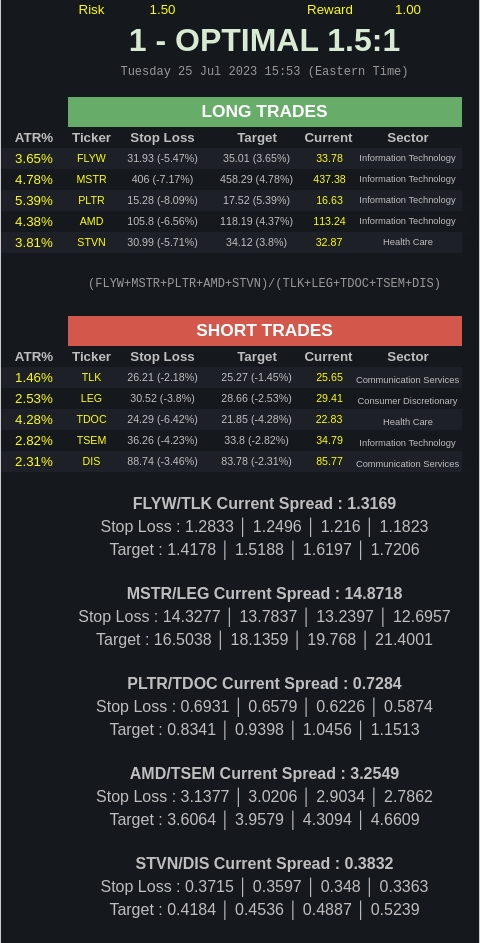 Risk 1.50 Reward 1.00
1 - OPTIMAL 1.5:1
Tuesday 25 Jul 2023 15:53 (Eastern Time)
LONG TRADES
ATR% Ticker Stop Loss Target Current Sector
3.65% FLYW 31.93 (-5.47%) 35.01 (3.65%) 33.78 Information Technology
4.78% MSTR 406 (-7.17%) 458.29 (4.78%) 437.38 Information Technology
5.39% PLTR 15.28 (-8.09%) 17.52 (5.39%) 16.63 Information Technology
4.38% AMD 105.8 (-6.56%) 118.19 (4.37%) 113.24 Information Technology
3.81% STVN 30.99 (-5.71%) 34.12 (3.8%) 32.87 Health Care
(FLYW+MSTR+PLTR+AMD+STVN)/(TLK+LEG+TDOC+TSEM+DIS)
SHORT TRADES
ATR% Ticker Stop Loss Target Current Sector
1.46% TLK 26.21 (-2.18%) 25.27 (-1.45%) 25.65 Communication Services
2.53% LEG 30.52 (-3.8%) 28.66 (-2.53%) 29.41 Consumer Discretionary
4.28% TDOC 24.29 (-6.42%) 21.85 (-4.28%) 22.83 Health Care
2.82% TSEM 36.26 (-4.23%) 33.8 (-2.82%) 34.79 Information Technology
2.31% DIS 88.74 (-3.46%) 83.78 (-2.31%) 85.77 Communication Services
FLYW/TLK Current Spread : 1.3169
Stop Loss : 1.2833 │ 1.2496 │ 1.216 │ 1.1823
Target : 1.4178 │ 1.5188 │ 1.6197 │ 1.7206
MSTR/LEG Current Spread : 14.8718
Stop Loss : 14.3277 │ 13.7837 │ 13.2397 │ 12.6957
Target : 16.5038 │ 18.1359 │ 19.768 │ 21.4001
PLTR/TDOC Current Spread : 0.7284
Stop Loss : 0.6931 │ 0.6579 │ 0.6226 │ 0.5874
Target : 0.8341 │ 0.9398 │ 1.0456 │ 1.1513
AMD/TSEM Current Spread : 3.2549
Stop Loss : 3.1377 │ 3.0206 │ 2.9034 │ 2.7862
Target : 3.6064 │ 3.9579 │ 4.3094 │ 4.6609
STVN/DIS Current Spread : 0.3832
Stop Loss : 0.3715 │ 0.3597 │ 0.348 │ 0.3363
Target : 0.4184 │ 0.4536 │ 0.4887 │ 0.5239